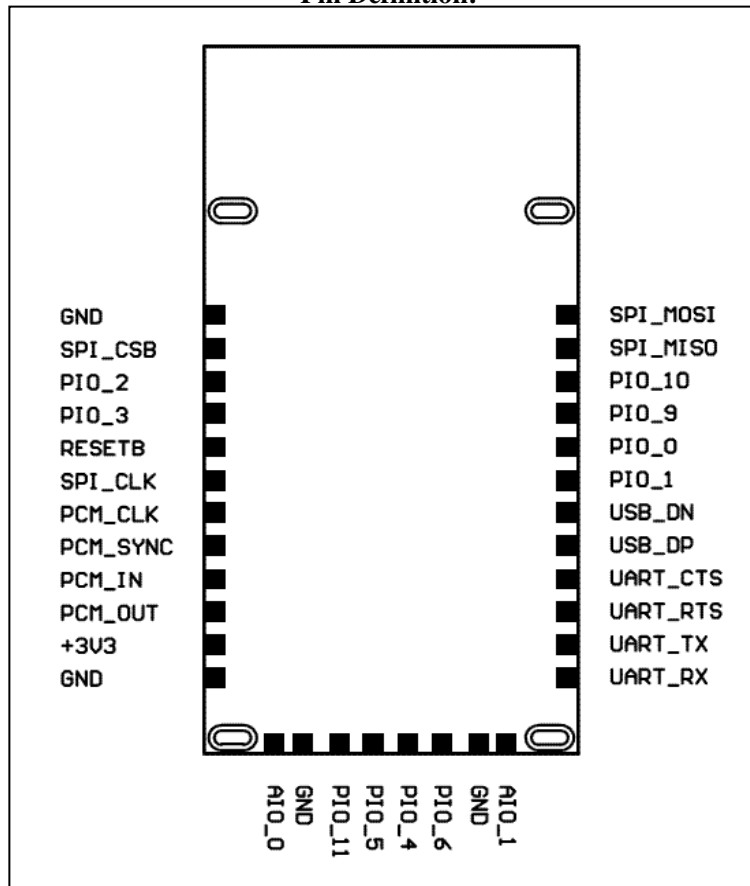 Pin Definition:
GND
SPI_CSB
PIO_2
PIO_3
RESETB
SPI_CLK
PCM_CLK
PCM_SYNC
PCM_IN
PCM_OUT
+3V3
GND
SPI_MOSI
SPI_MISO
PIO_10
PIO_9
PIO_0
PIO_1
USB_DN
USB_DP
UART_CTS
UART_RTS
UART_TX
UART_RX
AIO_0
GND
PIO_11
PIO_5
PIO_4
PIO_6
GND
AIO_1